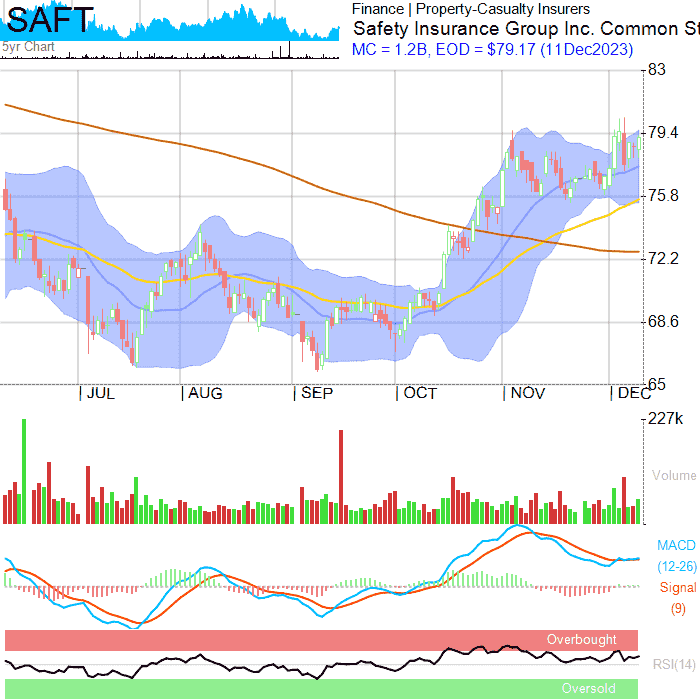 SAFT
5yr Chart
Finance | Property-Casualty Insurers
Safety Insurance Group Inc. Common St
MC = 1.2B, EOD = $79.17 (11Dec2023)
83
79.4
75.8
72.2
68.6
65
| JUL | AUG | SEP | OCT | NOV | DEC
227k
Volume
MACD
(12-26)
Signal
(9)
Overbought
RSI(14)
Oversold